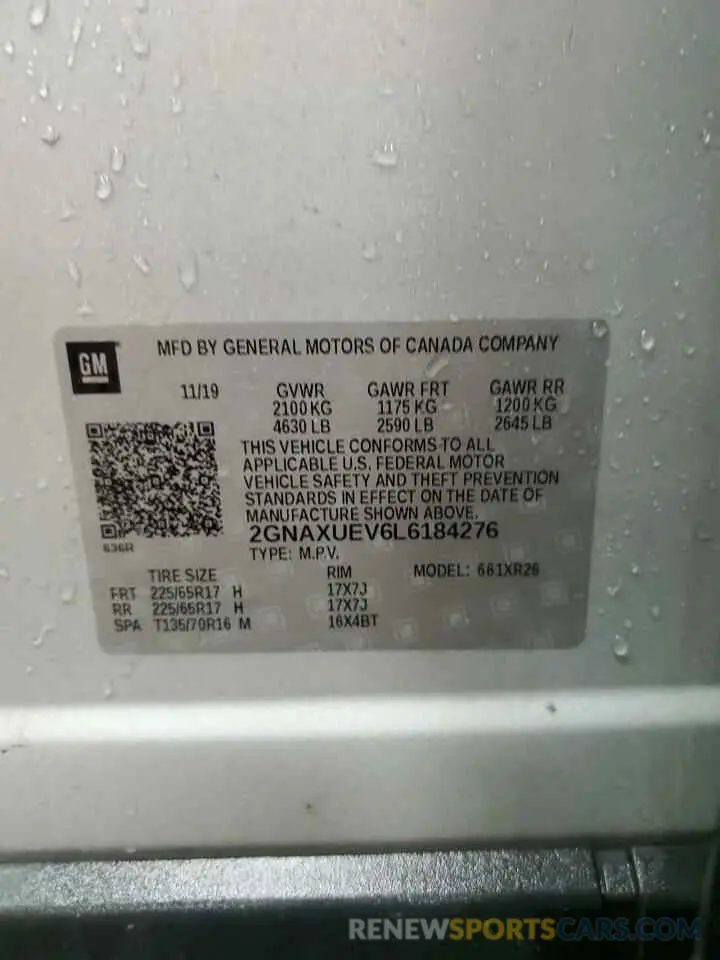 GM
MFD BY GENERAL MOTORS OF CANADA COMPANY
11/19 GVWR GAWR FRT GAWR RR
2100 KG 1175 KG 1200 KG
4630 LB 2590 LB 2645 LB
THIS VEHICLE CONFORMS TO ALL
APPLICABLE U.S. FEDERAL MOTOR
VEHICLE SAFETY AND THEFT PREVENTION
STANDARDS IN EFFECT ON THE DATE OF
MANUFACTURE SHOWN ABOVE.
2GNAXUEV6L6184276
636R
TYPE: M.P.V.
TIRE SIZE RIM MODEL: 661XR26
FRT 225/65R17 H 17X7J
RR 225/65R17 H 17X7J
SPA T135/70R16 M 16X4BT
RENEWSPORTSCARS.COM